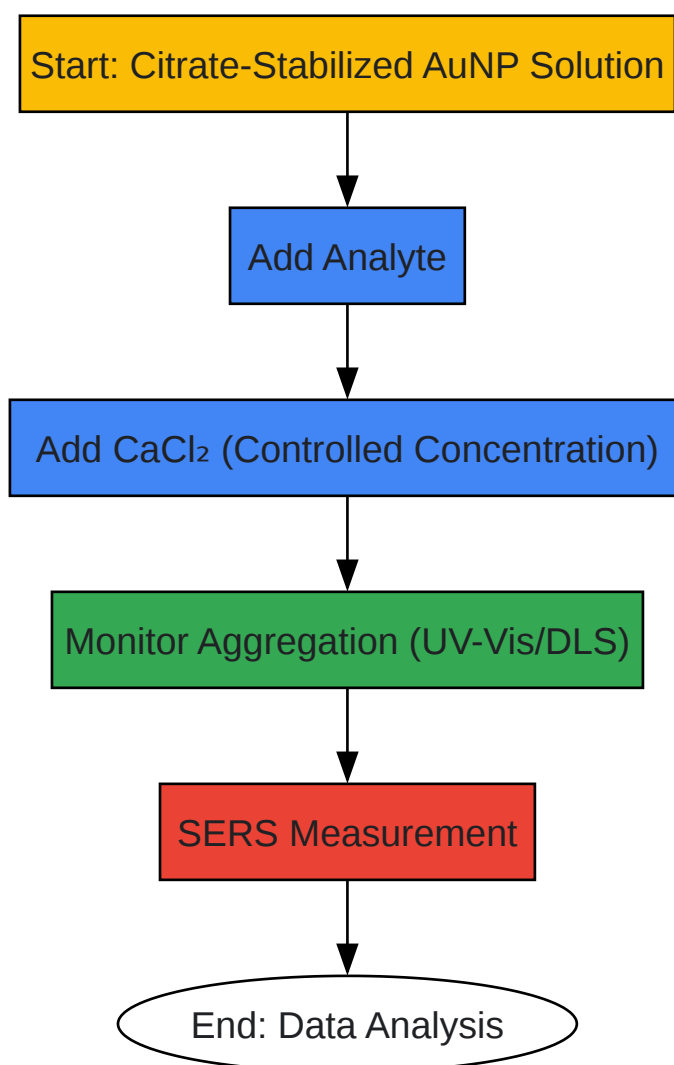 Start: Citrate-Stabilized AuNP Solution
Add Analyte
Add CaCl₂ (Controlled Concentration)
Monitor Aggregation (UV-Vis/DLS)
SERS Measurement
End: Data Analysis